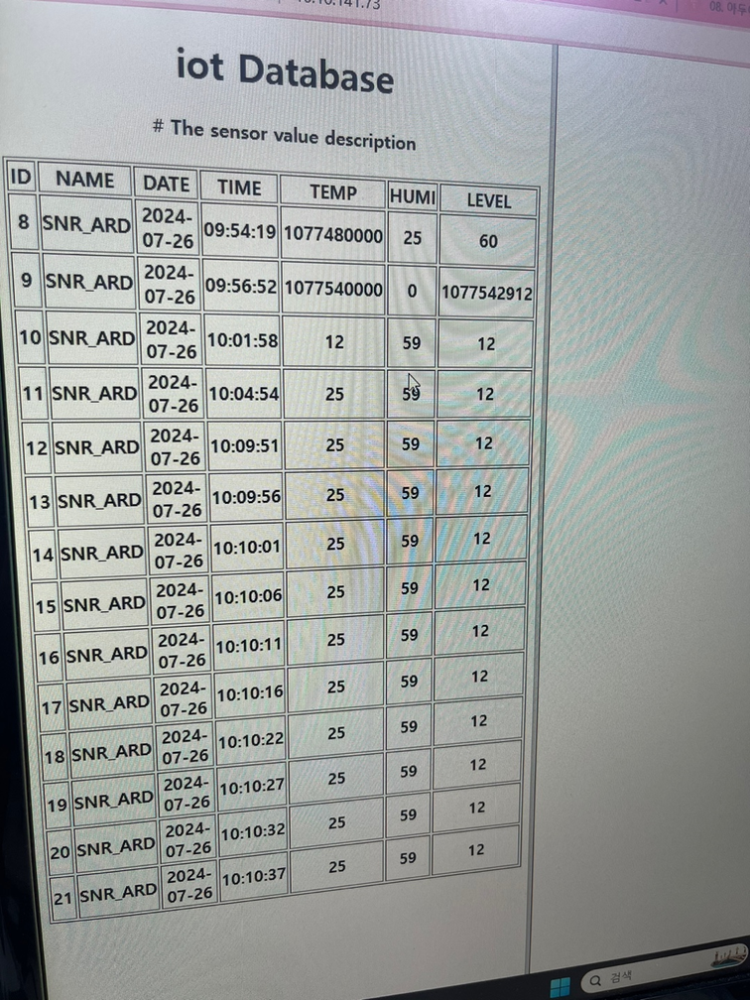 iot Database
# The sensor value description
ID NAME DATE TIME TEMP HUMI LEVEL
8 SNR_ARD 2024-07-26 09:54:19 1077480000 25 60
9 SNR_ARD 2024-07-26 09:56:52 1077540000 0 1077542912
10 SNR_ARD 2024-07-26 10:01:58 12 59 12
11 SNR_ARD 2024-07-26 10:04:54 25 59 12
12 SNR_ARD 2024-07-26 10:09:51 25 59 12
13 SNR_ARD 2024-07-26 10:09:56 25 59 12
14 SNR_ARD 2024-07-26 10:10:01 25 59 12
15 SNR_ARD 2024-07-26 10:10:06 25 59 12
16 SNR_ARD 2024-07-26 10:10:11 25 59 12
17 SNR_ARD 2024-07-26 10:10:16 25 59 12
18 SNR_ARD 2024-07-26 10:10:22 25 59 12
19 SNR_ARD 2024-07-26 10:10:27 25 59 12
20 SNR_ARD 2024-07-26 10:10:32 25 59 12
21 SNR_ARD 2024-07-26 10:10:37 25 59 12
검색